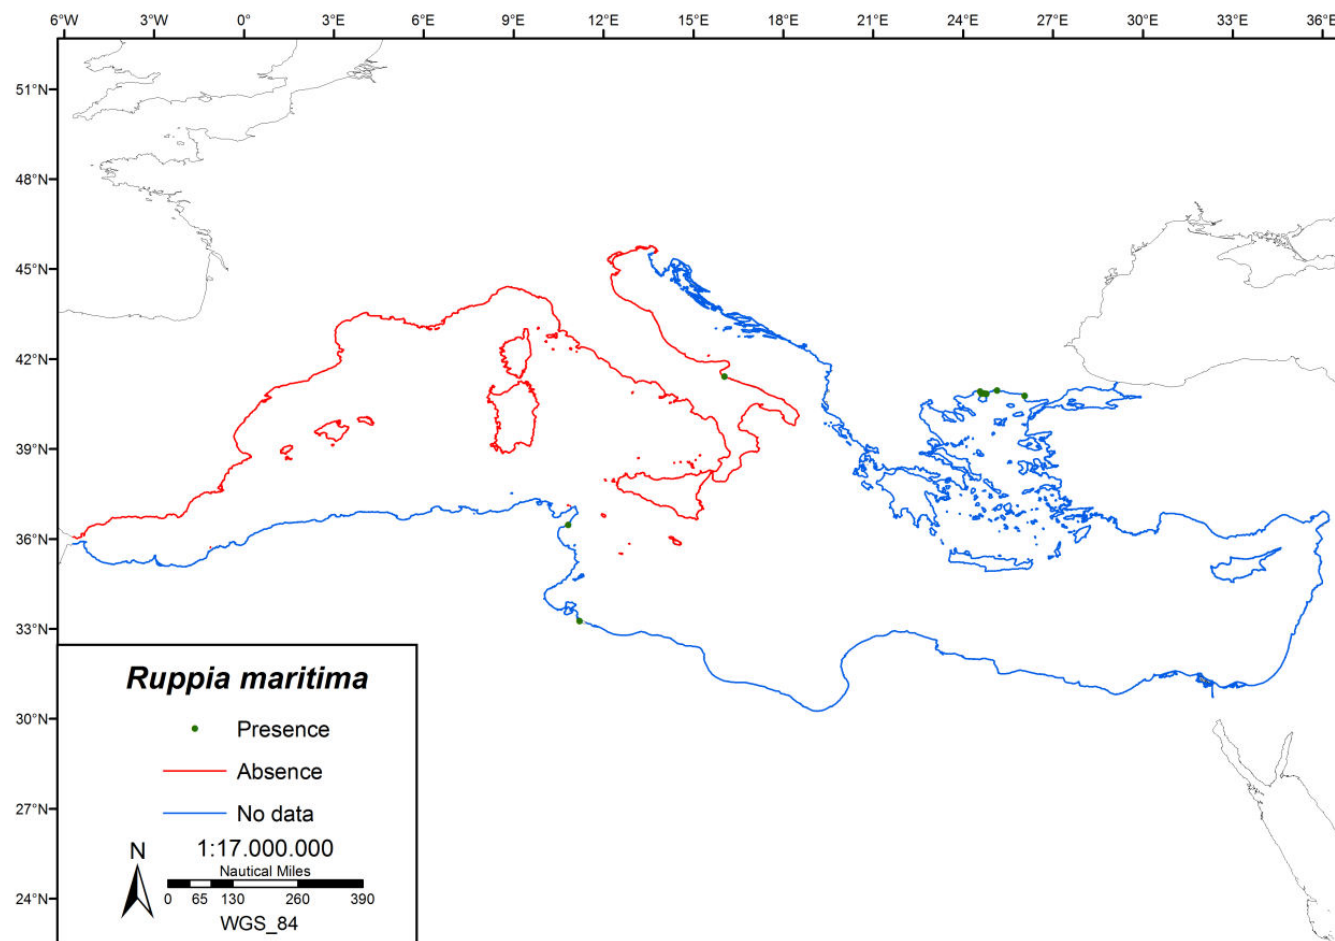 6°W 3°W 0° 3°E 6°E 9°E 12°E 15°E 18°E 21°E 24°E 27°E 30°E 33°E 36°E
51°N
48°N
45°N
42°N
39°N
36°N
33°N
30°N
27°N
24°N
Ruppia maritima
Presence
Absence
No data
N
1:17.000.000
Nautical Miles
0 65 130 260 390
WGS_84